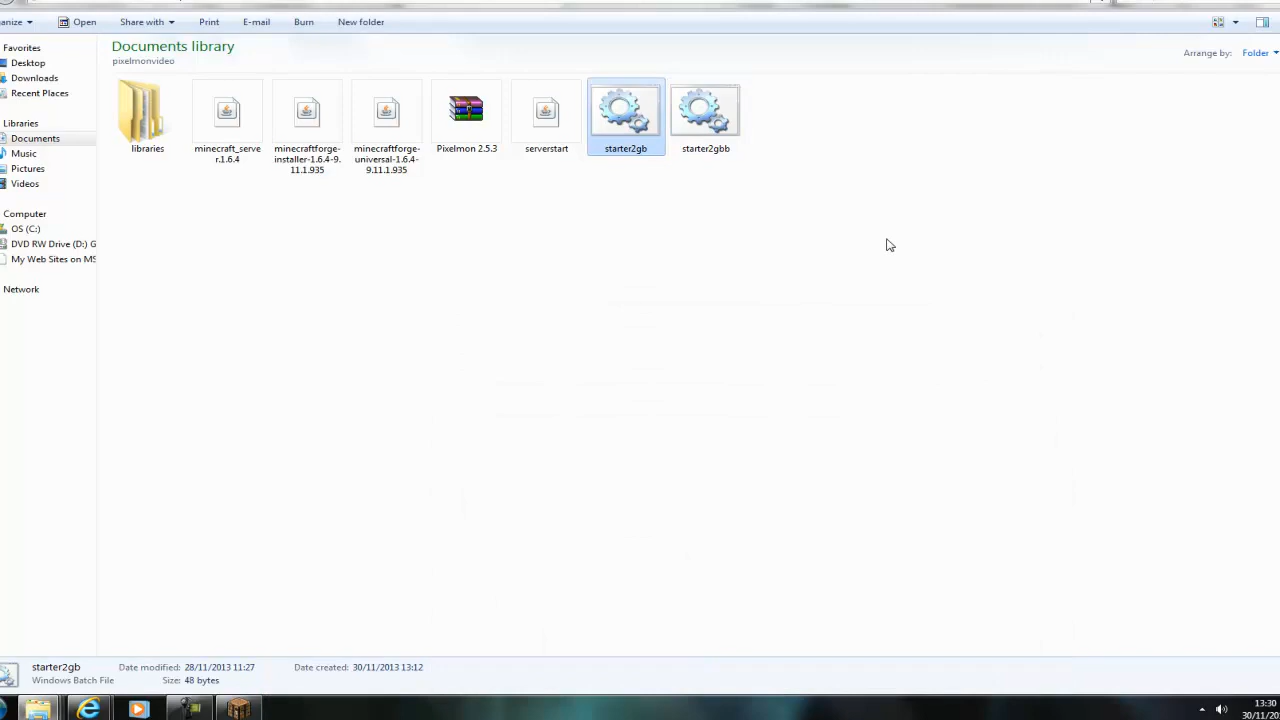 anize
Open
Share with
Print
E-mail
Burn
New folder
Favorites
Desktop
Downloads
Recent Places
Libraries
Documents
Music
Pictures
Videos
Computer
OS (C:)
DVD RW Drive (D:) G
My Web Sites on MS
Network
Documents library
pixelmonvideo
Arrange by:
Folder
libraries
minecraft_serve
r.1.6.4
minecraftforge-
installer-1.6.4-9.
11.1.935
minecraftforge-
universal-1.6.4-
9.11.1.935
Pixelmon 2.5.3
serverstart
starter2gb
starter2gbb
starter2gb
Date modified: 28/11/2013 11:27
Date created: 30/11/2013 13:12
Windows Batch File
Size: 48 bytes
13:30
30/11/20